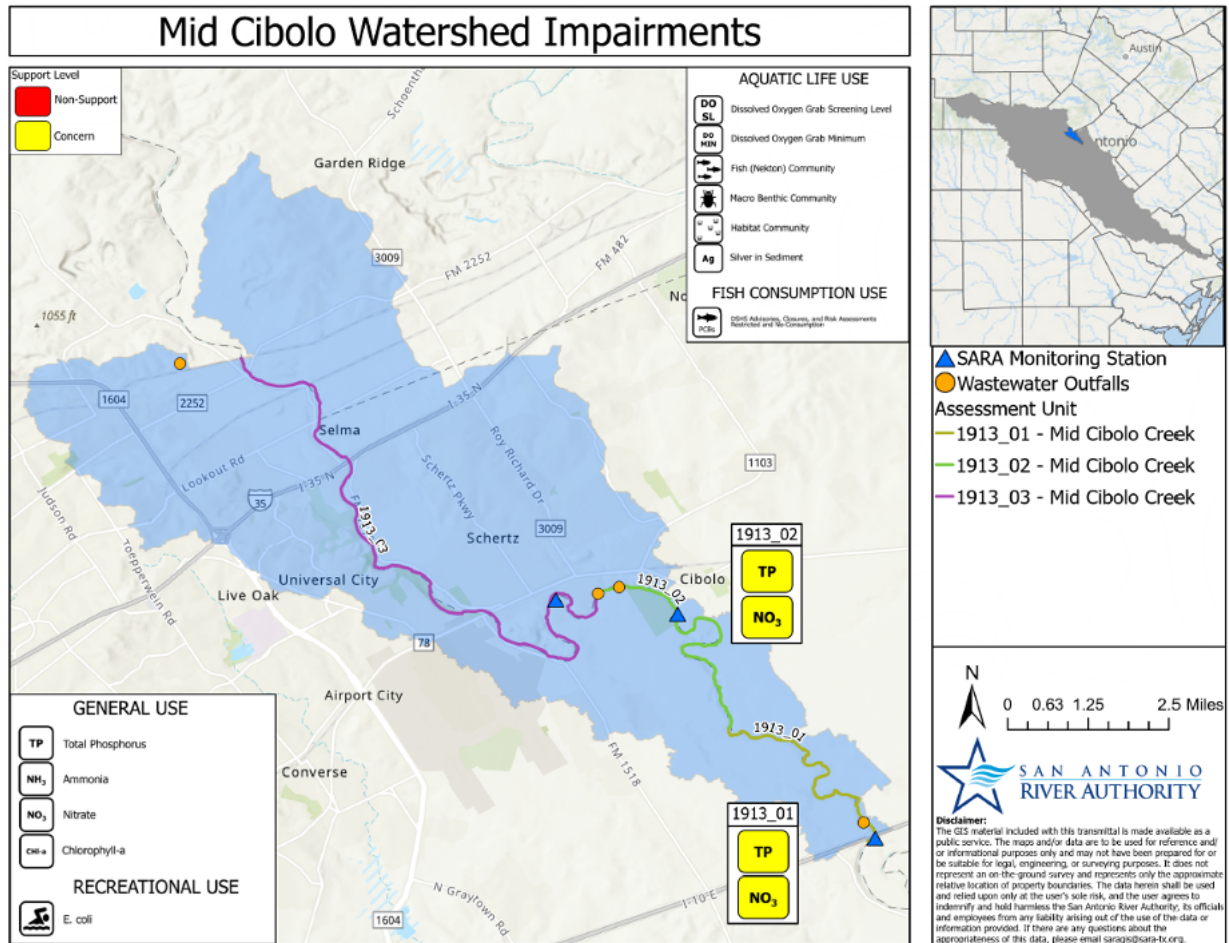 Mid Cibolo Watershed Impairments
Support Level
Non-Support
Concern
AQUATIC LIFE USE
DO
SL
Dissolved Oxygen Grab Screening Level
DO
MIN
Dissolved Oxygen Grab Minimum
Fish (Nekton) Community
Macro Benthic Community
Habitat Community
Ag
Silver in Sediment
FISH CONSUMPTION USE
PCBs
DSHS Advisories, Closures, and Risk Assessments
Restricted and No-Consumption
Schoenth
Garden Ridge
3009
FM 2252
FM 482
No
1055 ft
1604
2252
Selma
I-35 N
Lookout Rd
I-35 N
35
Roy Richard Dr
Schertz Pkwy
1103
Judson Rd
Toepperwein Rd
1913_03
3009
Schertz
Universal City
Live Oak
1913_02
Cibolo
78
Airport City
1913_01
FM 1518
Converse
N Graytown Rd
I-10 E
1604
1913_02
TP
NO3
1913_01
TP
NO3
GENERAL USE
TP
Total Phosphorus
NH3
Ammonia
NO3
Nitrate
CHl-a
Chlorophyll-a
RECREATIONAL USE
E. coli
Austin
ntonio
SARA Monitoring Station
Wastewater Outfalls
Assessment Unit
1913_01 - Mid Cibolo Creek
1913_02 - Mid Cibolo Creek
1913_03 - Mid Cibolo Creek
N
0 0.63 1.25 2.5 Miles
SAN ANTONIO
RIVER AUTHORITY
Disclaimer:
The GIS material included with this transmittal is made available as a
public service. The maps and/or data are to be used for reference and/
or informational purposes only and may not have been prepared for or
be suitable for legal, engineering, or surveying purposes. It does not
represent an on-the-ground survey and represents only the approximate
relative location of property boundaries. The data herein shall be used
and relied upon only at the user's sole risk, and the user agrees to
indemnify and hold harmless the San Antonio River Authority, its officials
and employees from any liability arising out of the use of the data or
information provided. If there are any questions about the
appropriateness of this data, please email saragis@sara-tx.org.